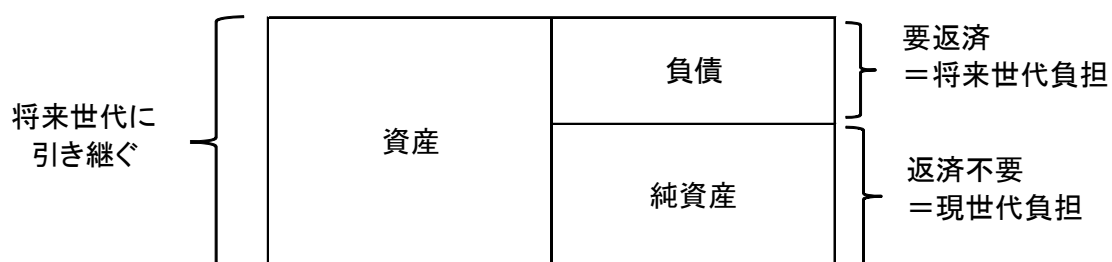 将来世代に
引き継ぐ
資産
負債
純資産
要返済
＝将来世代負担
返済不要
＝現世代負担